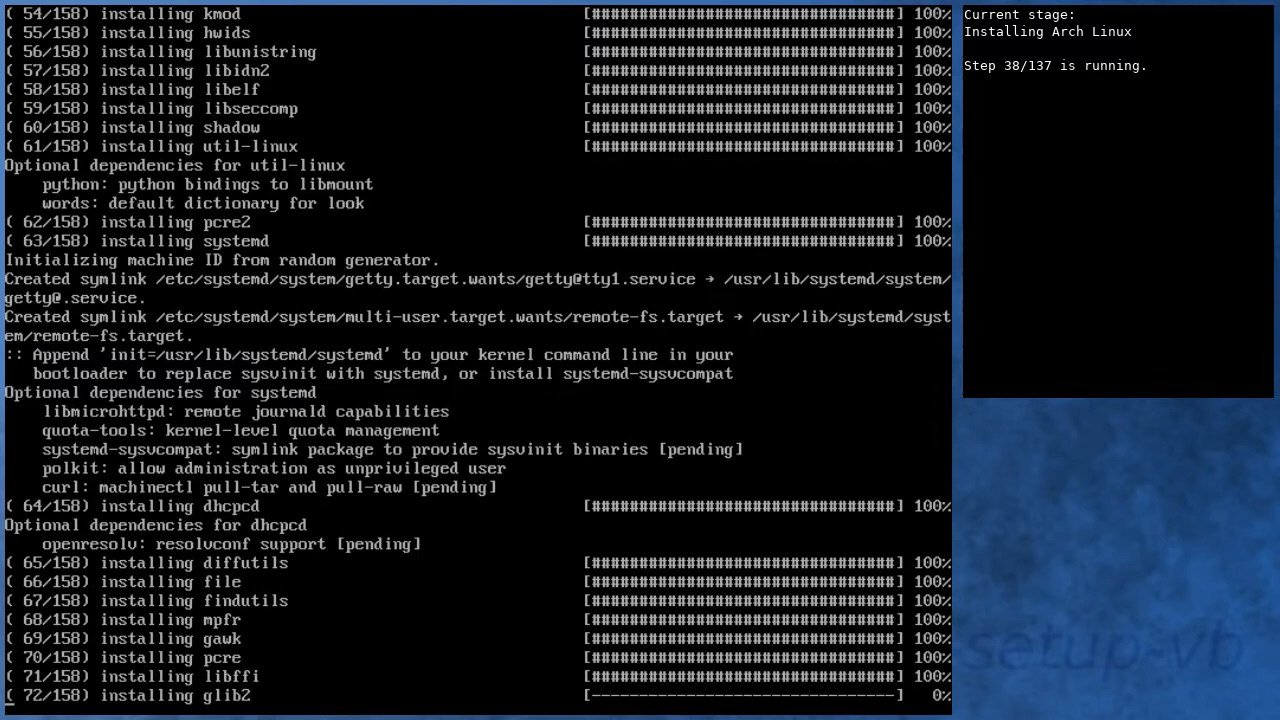 ( 54/158) installing kmod [################################] 100%
( 55/158) installing hwids [################################] 100%
( 56/158) installing libunistring [################################] 100%
( 57/158) installing libidn2 [################################] 100%
( 58/158) installing libelf [################################] 100%
( 59/158) installing libseccomp [################################] 100%
( 60/158) installing shadow [################################] 100%
( 61/158) installing util-linux [################################] 100%
Optional dependencies for util-linux
    python: python bindings to libmount
    words: default dictionary for look
( 62/158) installing pcre2 [################################] 100%
( 63/158) installing systemd [################################] 100%
Initializing machine ID from random generator.
Created symlink /etc/systemd/system/getty.target.wants/getty@tty1.service → /usr/lib/systemd/system/
getty@.service.
Created symlink /etc/systemd/system/multi-user.target.wants/remote-fs.target → /usr/lib/systemd/syst
em/remote-fs.target.
:: Append 'init=/usr/lib/systemd/systemd' to your kernel command line in your
   bootloader to replace sysvinit with systemd, or install systemd-sysvcompat
Optional dependencies for systemd
    libmicrohttpd: remote journald capabilities
    quota-tools: kernel-level quota management
    systemd-sysvcompat: symlink package to provide sysvinit binaries [pending]
    polkit: allow administration as unprivileged user
    curl: machinectl pull-tar and pull-raw [pending]
( 64/158) installing dhcpcd [################################] 100%
Optional dependencies for dhcpcd
    openresolv: resolvconf support [pending]
( 65/158) installing diffutils [################################] 100%
( 66/158) installing file [################################] 100%
( 67/158) installing findutils [################################] 100%
( 68/158) installing mpfr [################################] 100%
( 69/158) installing gawk [################################] 100%
( 70/158) installing pcre [################################] 100%
( 71/158) installing libffi [################################] 100%
( 72/158) installing glib2 [--------------------------------] 0%
Current stage:
Installing Arch Linux
Step 38/137 is running.
setup-vb